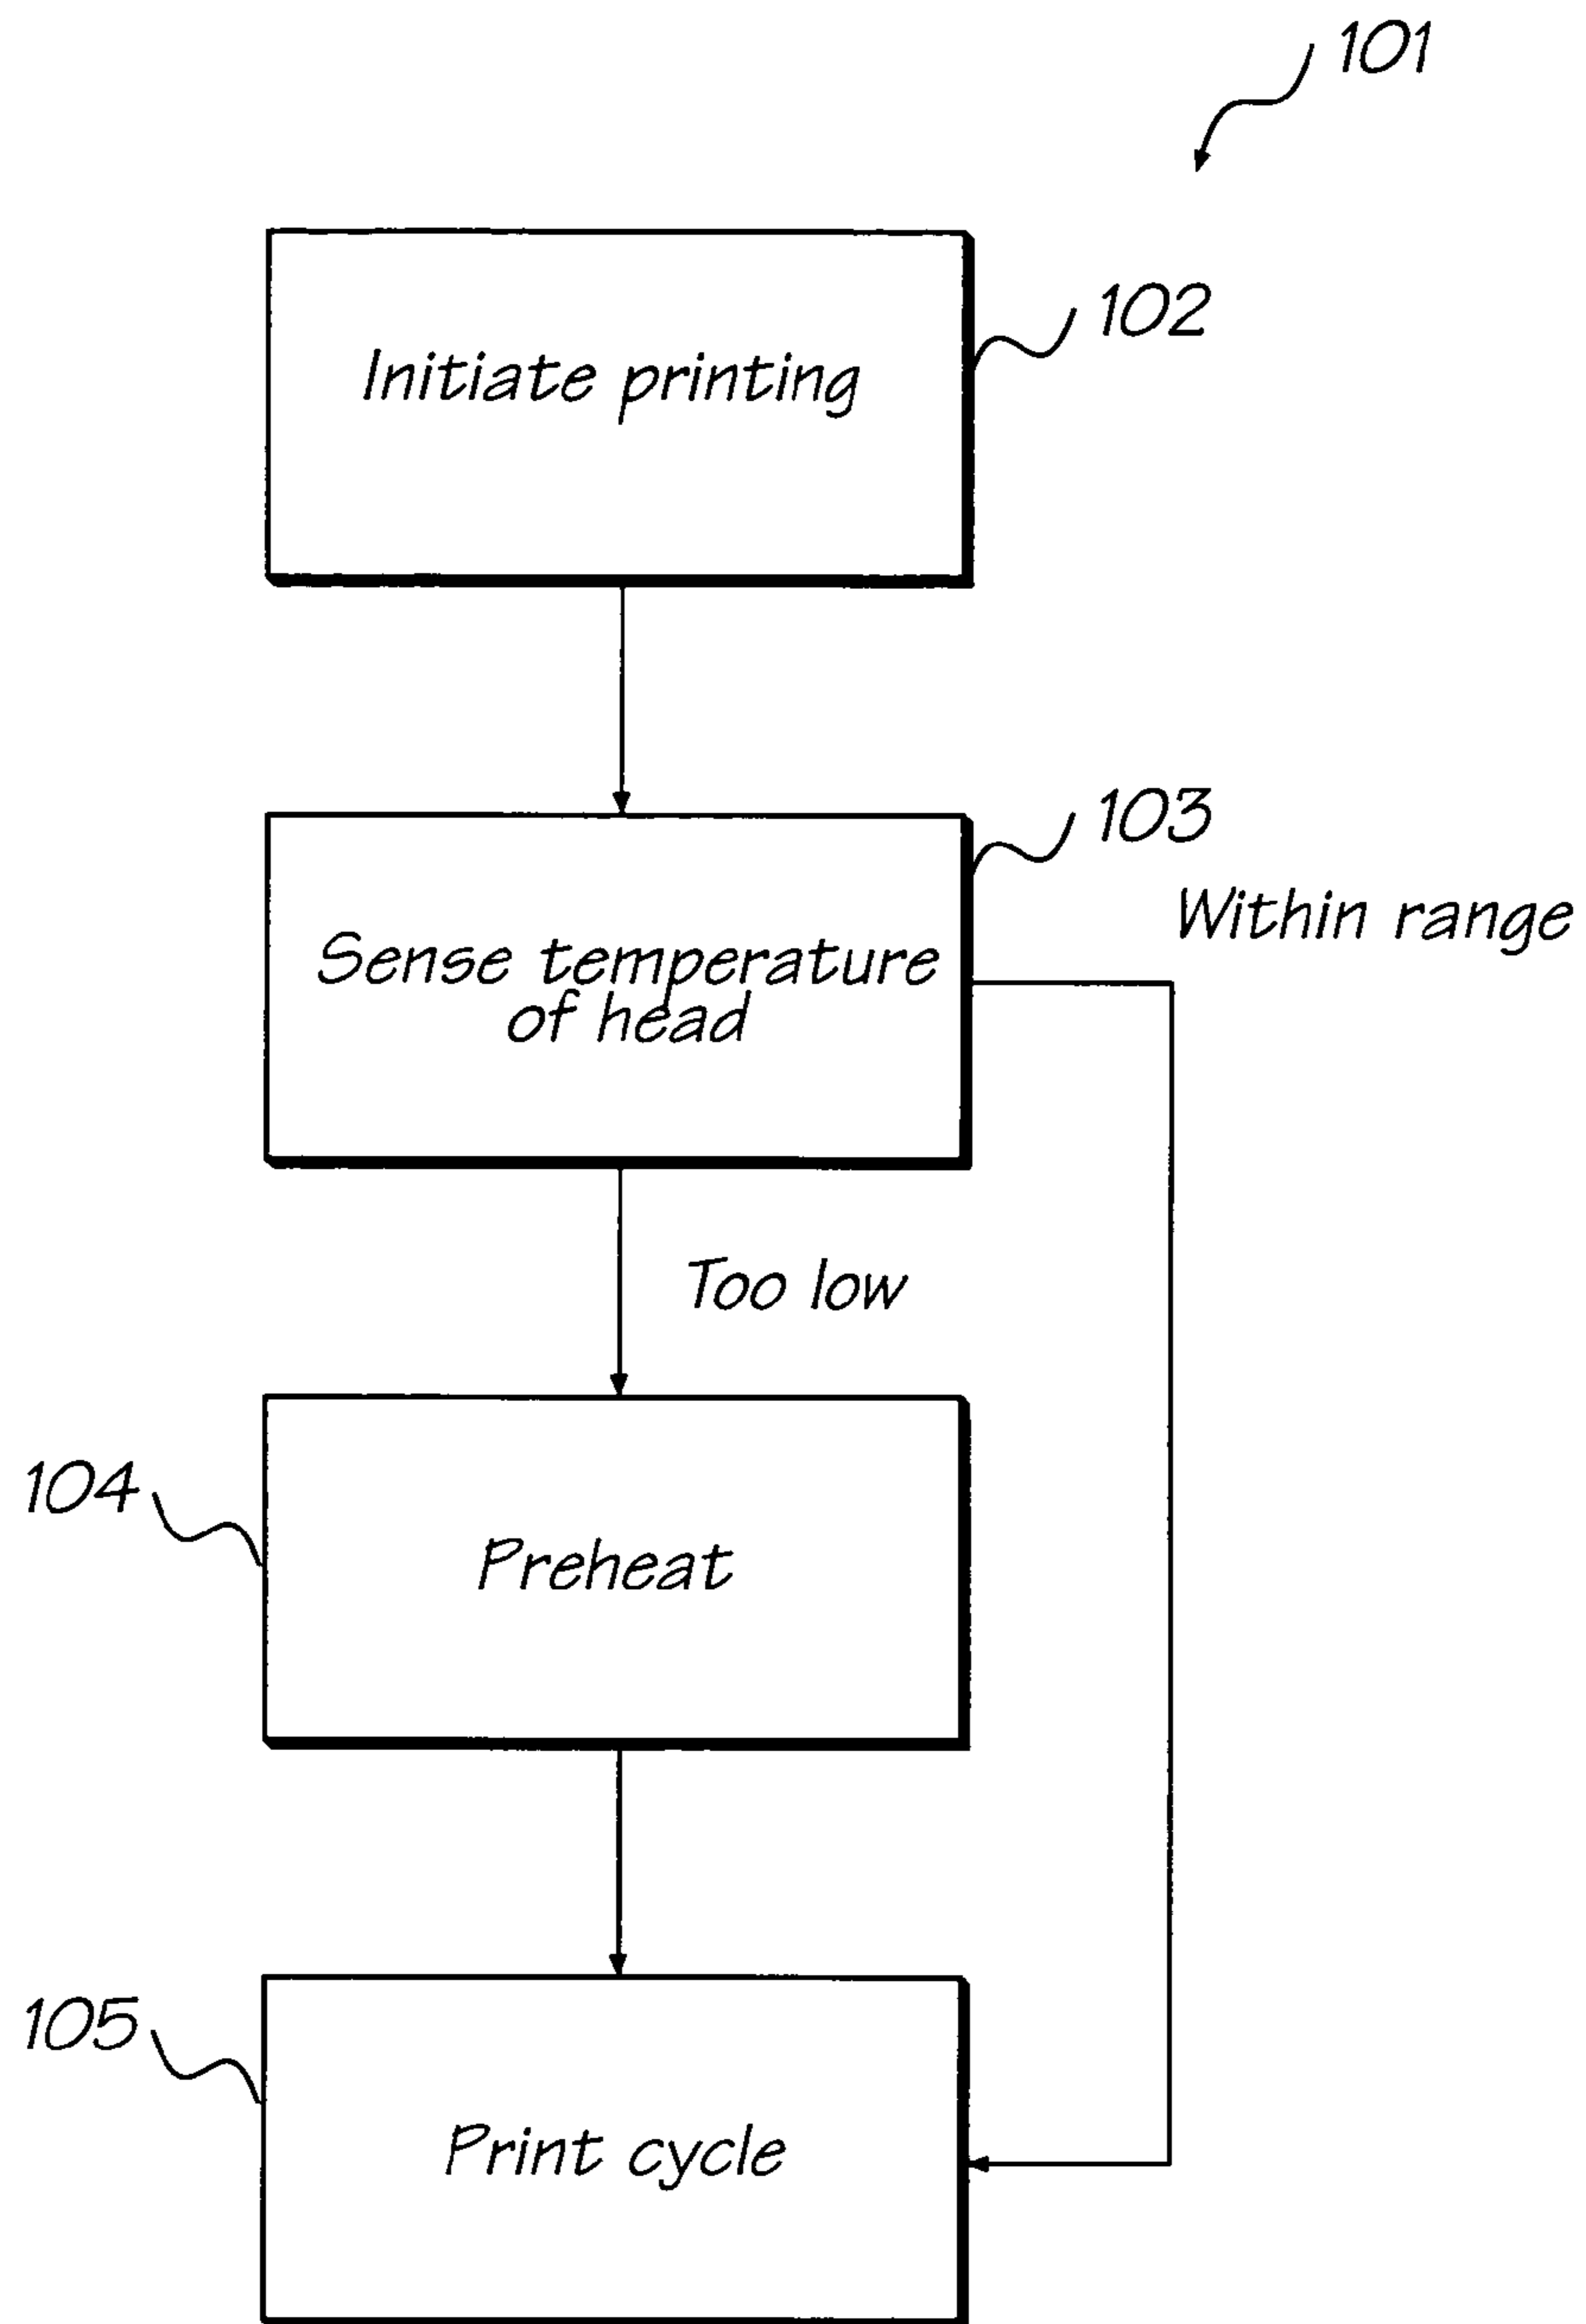 101
Initiate printing
102
103
Within range
Sense temperature
of head
Too low
104
Preheat
105
Print cycle